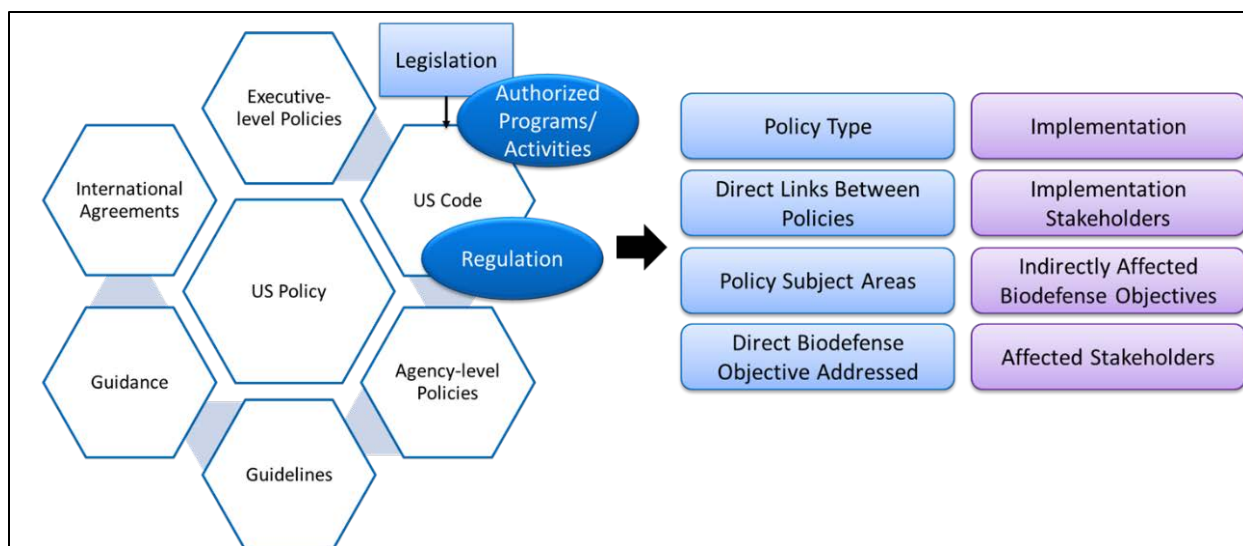 Legislation
Executive-
level Policies
Authorized
Programs/
Activities
International
Agreements
US Code
Regulation
US Policy
Guidance
Agency-level
Policies
Guidelines
Policy Type
Implementation
Direct Links Between
Policies
Implementation
Stakeholders
Policy Subject Areas
Indirectly Affected
Biodefense Objectives
Direct Biodefense
Objective Addressed
Affected Stakeholders